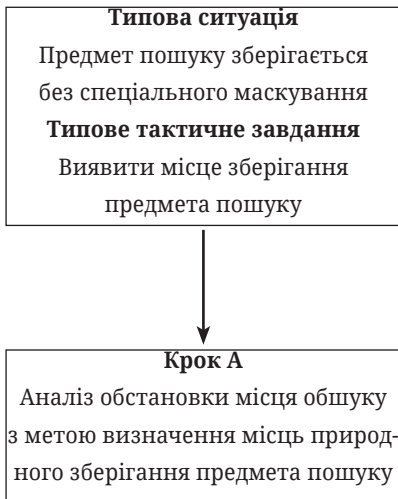 Типова ситуація
Предмет пошуку зберігається
без спеціального маскування
Типове тактичне завдання
Виявити місце зберігання
предмета пошуку
Крок А
Аналіз обстановки місця обшуку
з метою визначення місць природ-
ного зберігання предмета пошуку